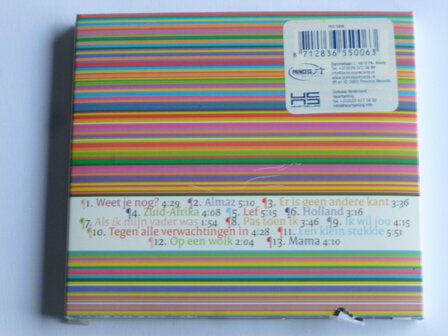 8 712836 550063
PRINCESS
¶1. Weet je nog? 4:29 ¶2. Almaz 5:10 ¶3. Er is geen andere kant 3:36
¶4. Zuid-Afrika 4:08 ¶5. Lef 5:15 ¶6. Holland 3:16
¶7. Als ik mijn vader was 1:54 ¶8. Pas toen ik 3:46 ¶9. Ik wil jou 4:15
¶10. Tegen alle verwachtingen in 4:28 ¶11. Een klein stukkie 5:51
¶12. Op een wolk 2:04 ¶13. Mama 4:10